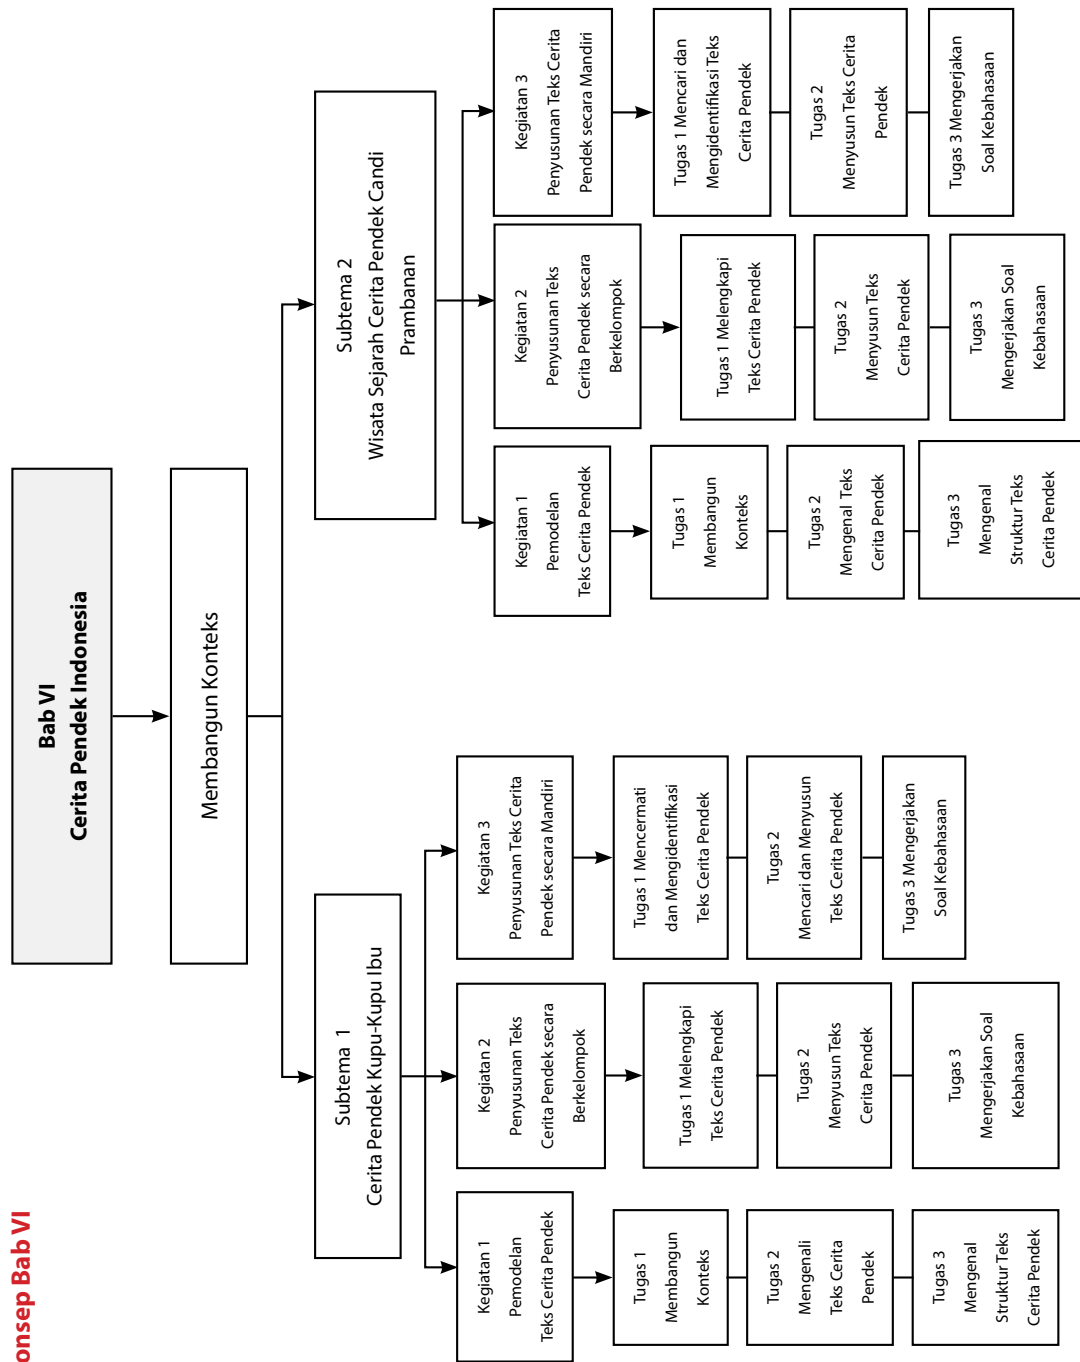 onsep Bab VI
Bab VI
Cerita Pendek Indonesia
Membangun Konteks
Subtema 1
Cerita Pendek Kupu-Kupu Ibu
Kegiatan 1
Pemodelan
Teks Cerita Pendek
Tugas 1
Membangun
Konteks
Tugas 2
Mengenali
Teks Cerita
Pendek
Tugas 3
Mengenal
Struktur Teks
Cerita Pendek
Kegiatan 2
Penyusunan Teks
Cerita Pendek secara
Berkelompok
Tugas 1 Melengkapi
Teks Cerita Pendek
Tugas 2
Menyusun Teks
Cerita Pendek
Tugas 3
Mengerjakan Soal
Kebahasaan
Kegiatan 3
Penyusunan Teks Cerita
Pendek secara Mandiri
Tugas 1 Mencermati
dan Mengidentifikasi
Teks Cerita Pendek
Tugas 2
Mencari dan Menyusun
Teks Cerita Pendek
Tugas 3 Mengerjakan
Soal Kebahasaan
Subtema 2
Wisata Sejarah Cerita Pendek Candi
Prambanan
Kegiatan 1
Pemodelan
Teks Cerita Pendek
Tugas 1
Membangun
Konteks
Tugas 2
Mengenal Teks
Cerita Pendek
Tugas 3
Mengenal
Struktur Teks
Cerita Pendek
Kegiatan 2
Penyusunan Teks
Cerita Pendek secara
Berkelompok
Tugas 1 Melengkapi
Teks Cerita Pendek
Tugas 2
Menyusun Teks
Cerita Pendek
Tugas 3
Mengerjakan Soal
Kebahasaan
Kegiatan 3
Penyusunan Teks Cerita
Pendek secara Mandiri
Tugas 1 Mencari dan
Mengidentifikasi Teks
Cerita Pendek
Tugas 2
Menyusun Teks Cerita
Pendek
Tugas 3 Mengerjakan
Soal Kebahasaan